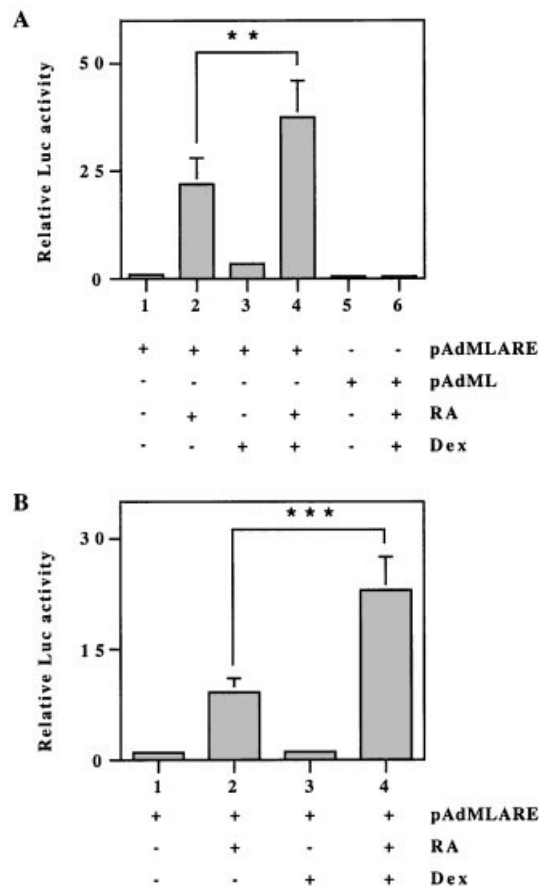 A
* *
50
25
0
Relative Luc activity
1 2 3 4 5 6
+ + + + - - pAdMLARE
- - - - + + pAdML
- + - + - + RA
- - + + - + Dex
B
* * *
30
15
0
Relative Luc activity
1 2 3 4
+ + + + pAdMLARE
- + - + RA
- - + + Dex